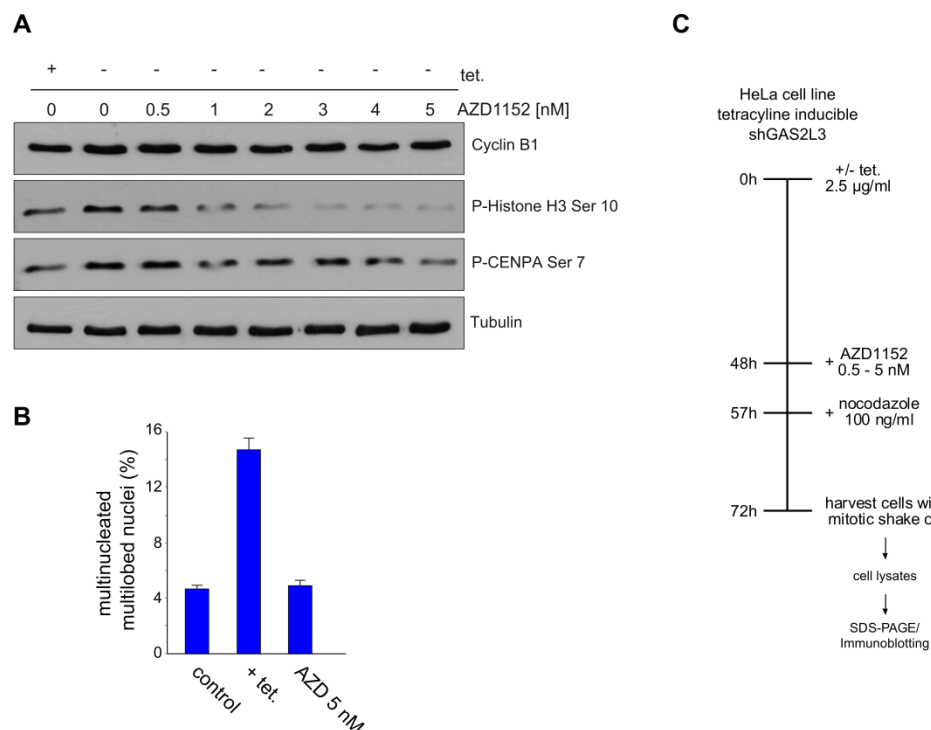 A
+ - - - - - - -
tet.
0 0 0.5 1 2 3 4 5 AZD1152 [nM]
Cyclin B1
P-Histone H3 Ser 10
P-CENPA Ser 7
Tubulin
B
multinucleated
multilobed nuclei (%)
16
12
8
4
0
control
+ tet.
AZD 5 nM
C
HeLa cell line
tetracyline inducible
shGAS2L3
0h
+/- tet.
2.5 µg/ml
48h
+ AZD1152
0.5 - 5 nM
57h
+ nocodazole
100 ng/ml
72h
harvest cells wi
mitotic shake o
cell lysates
SDS-PAGE/
Immunoblotting